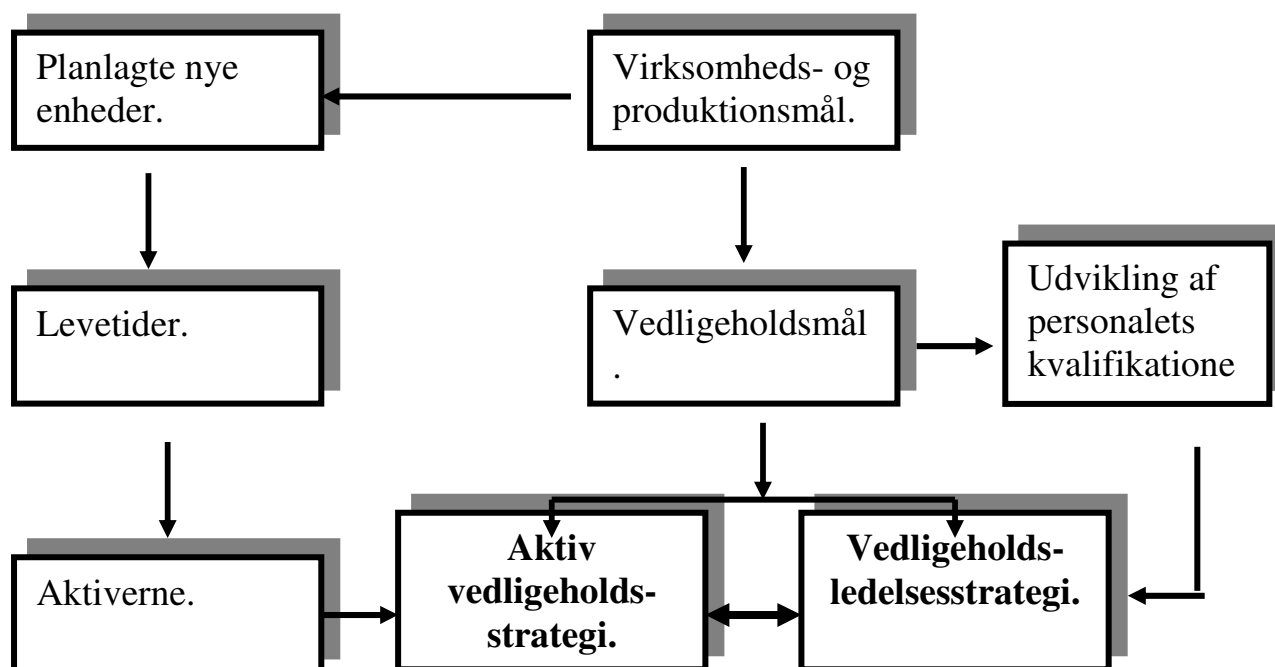 Planlagte nye
enheder.
Virksomheds- og
produktionsmål.
Levetider.
Vedligeholdsmål
.
Udvikling af
personalets
kvalifikatione
Aktiverne.
Aktiv
vedligeholds-
strategi.
Vedligeholds-
ledelsesstrategi.